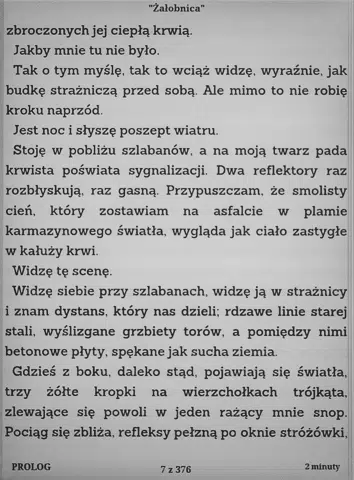 "Żałobnica"
zbroczonych jej ciepłą krwią.
Jakby mnie tu nie było.
Tak o tym myślę, tak to wciąż widzę, wyraźnie, jak
budkę strażniczą przed sobą. Ale mimo to nie robię
kroku naprzód.
Jest noc i słyszę poszept wiatru.
Stoję w pobliżu szlabanów, a na moją twarz pada
krwista poświata sygnalizacji. Dwa reflektory raz
rozbłyskują, raz gasną. Przypuszczam, że smolisty
cień, który zostawiam na asfalcie w plamie
karmazynowego światła, wygląda jak ciało zastygłe
w kałuży krwi.
Widzę tę scenę.
Widzę siebie przy szlabanach, widzę ją w strażnicy
i znam dystans, który nas dzieli; rdzawe linie starej
stali, wyślizgane grzbiety torów, a pomiędzy nimi
betonowe płyty, spękane jak sucha ziemia.
Gdzieś z boku, daleko stąd, pojawiają się światła,
trzy żółte kropki na wierzchołkach trójkąta,
zlewające się powoli w jeden rażący mnie snop.
Pociąg się zbliża, refleksy pełzną po oknie stróżówki,
PROLOG 7 z 376 2 minuty